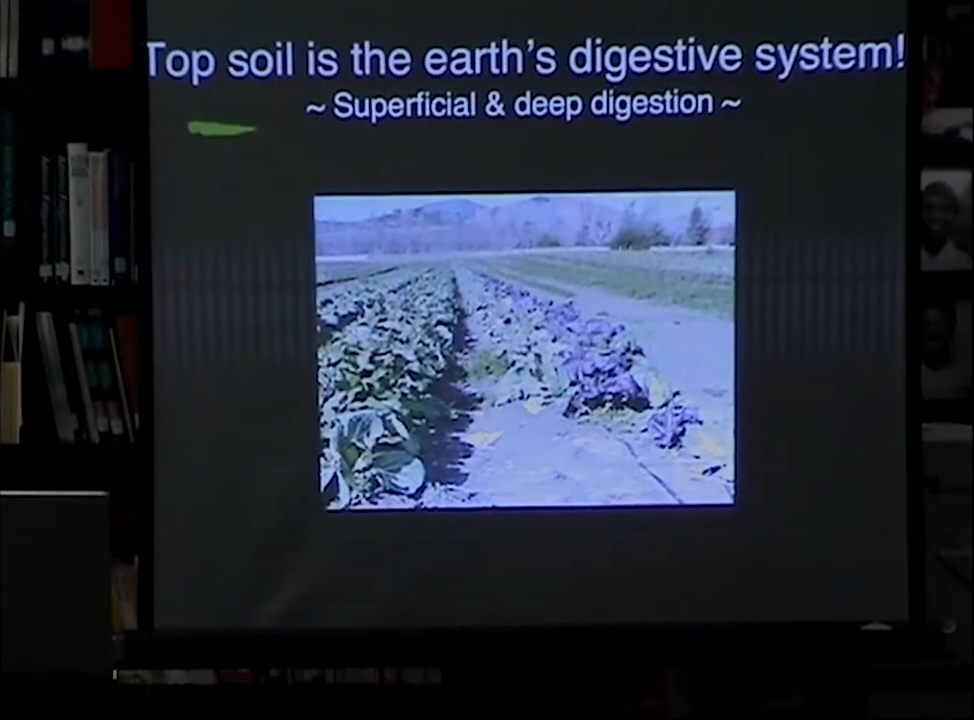 Top soil is the earth's digestive system!
~ Superficial & deep digestion ~